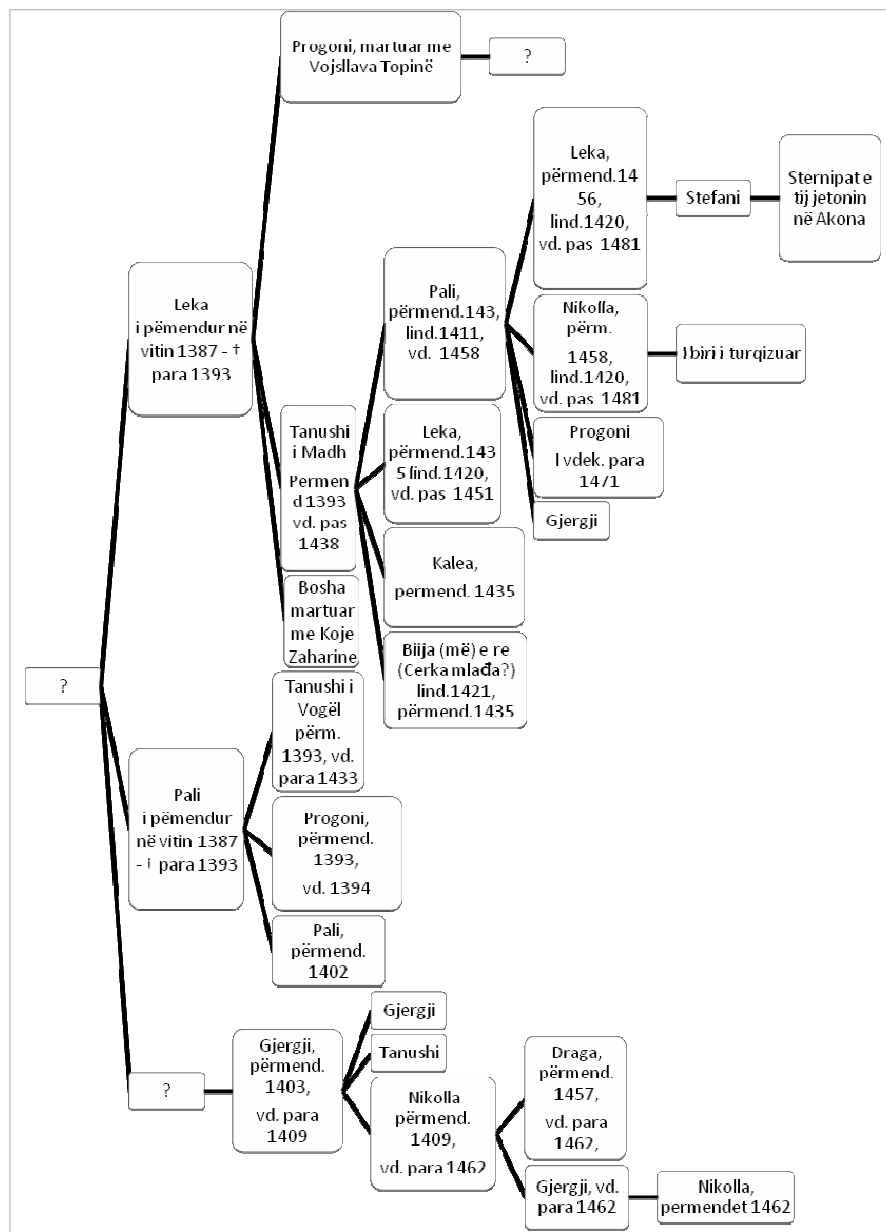 Progoni, martuar me
Vojsllava Topinë
?
Leka,
përmend.14
56,
lind.1420,
vd. pas 1481
Stefani
Sternipat e
tij jetonin
në Akona
Leka
i pëmendur në
vitin 1387 - †
para 1393
Pali,
përmend.143,
lind.1411,
vd. 1458
Nikolla,
përm.
1458,
lind.1420,
vd. pas 1481
I biri i turqizuar
Progoni
I vdek. para
1471
Gjergji
Tanushi
i Madh
Permen
d 1393
vd. pas
1438
Leka,
përmend.143
5 lind.1420,
vd. pas 1451
Kalea,
permend. 1435
Biija (më) e re
(Cerka mlađa?)
lind.1421,
përmend.1435
Bosha
martuar
me Koje
Zaharine
?
Pali
i pëmendur
në vitin 1387
- † para 1393
Tanushi i
Vogël
përm.
1393, vd.
para 1433
Progoni,
përmend.
1393,
vd. 1394
Pali,
përmend.
1402
?
Gjergji,
përmend.
1403,
vd. para
1409
Gjergji
Tanushi
Nikolla
përmend.
1409,
vd. para 1462
Draga,
përmend.
1457,
vd. para
1462,
Gjergji, vd.
para 1462
Nikolla,
permendet 1462